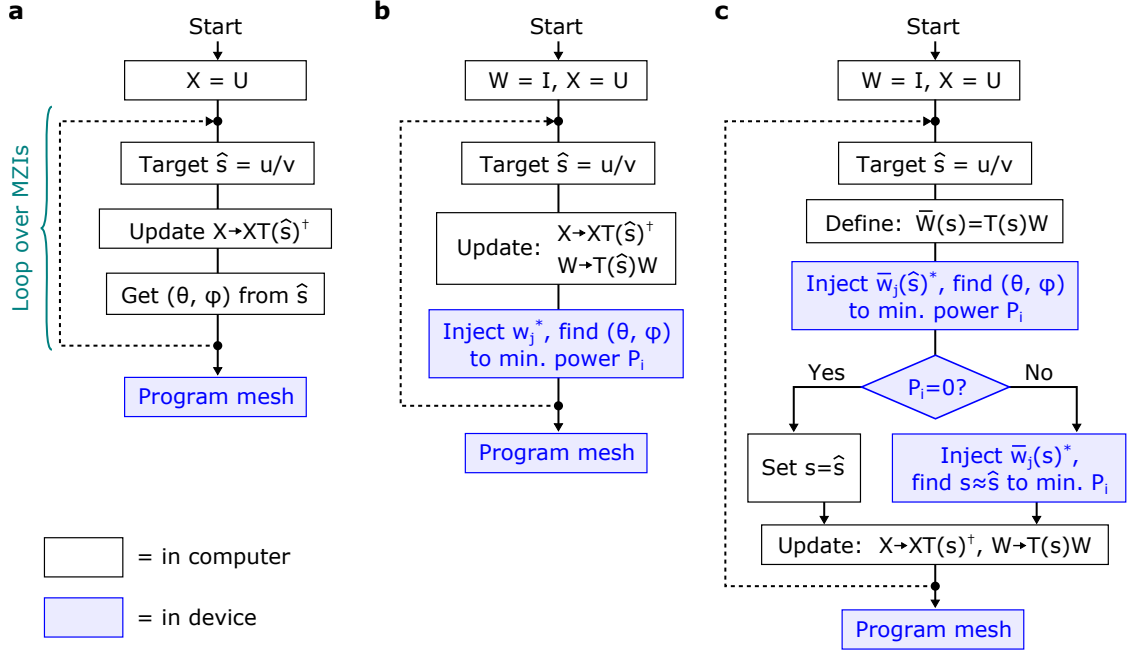 a
Start
X = U
Loop over MZIs
Target ŝ = u/v
Update X→XT(ŝ)†
Get (θ, φ) from ŝ
Program mesh
= in computer
= in device
b
Start
W = I, X = U
Target ŝ = u/v
Update: X→XT(ŝ)†
W→T(ŝ)W
Inject wⱼ*, find (θ, φ)
to min. power Pᵢ
Program mesh
c
Start
W = I, X = U
Target ŝ = u/v
Define: W̅(s)=T(s)W
Inject w̅ⱼ(ŝ)*, find (θ, φ)
to min. power Pᵢ
Yes
Pᵢ=0?
No
Set s=ŝ
Inject w̅ⱼ(s)*,
find s≈ŝ to min. Pᵢ
Update: X→XT(s)†, W→T(s)W
Program mesh